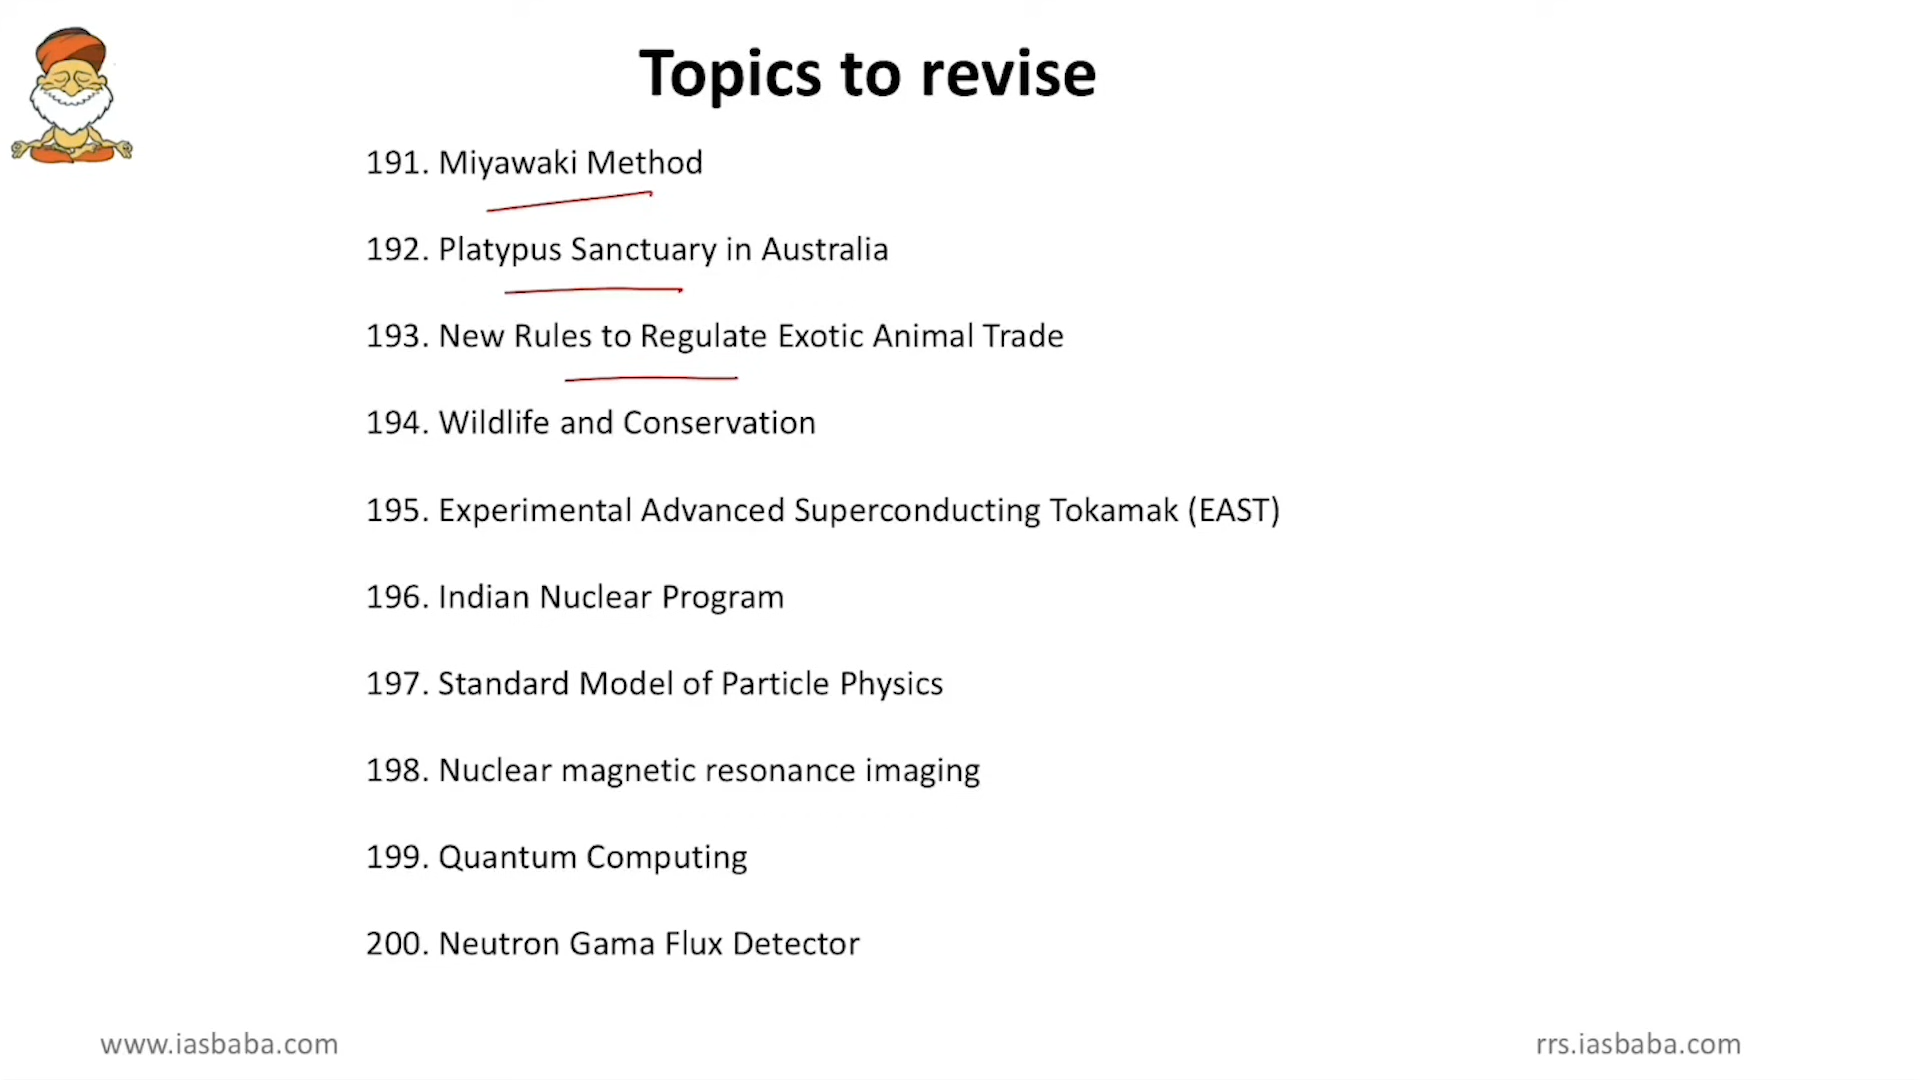 Topics to revise
191. Miyawaki Method
192. Platypus Sanctuary in Australia
193. New Rules to Regulate Exotic Animal Trade
194. Wildlife and Conservation
195. Experimental Advanced Superconducting Tokamak (EAST)
196. Indian Nuclear Program
197. Standard Model of Particle Physics
198. Nuclear magnetic resonance imaging
199. Quantum Computing
200. Neutron Gama Flux Detector
www.iasbaba.com
rrs.iasbaba.com